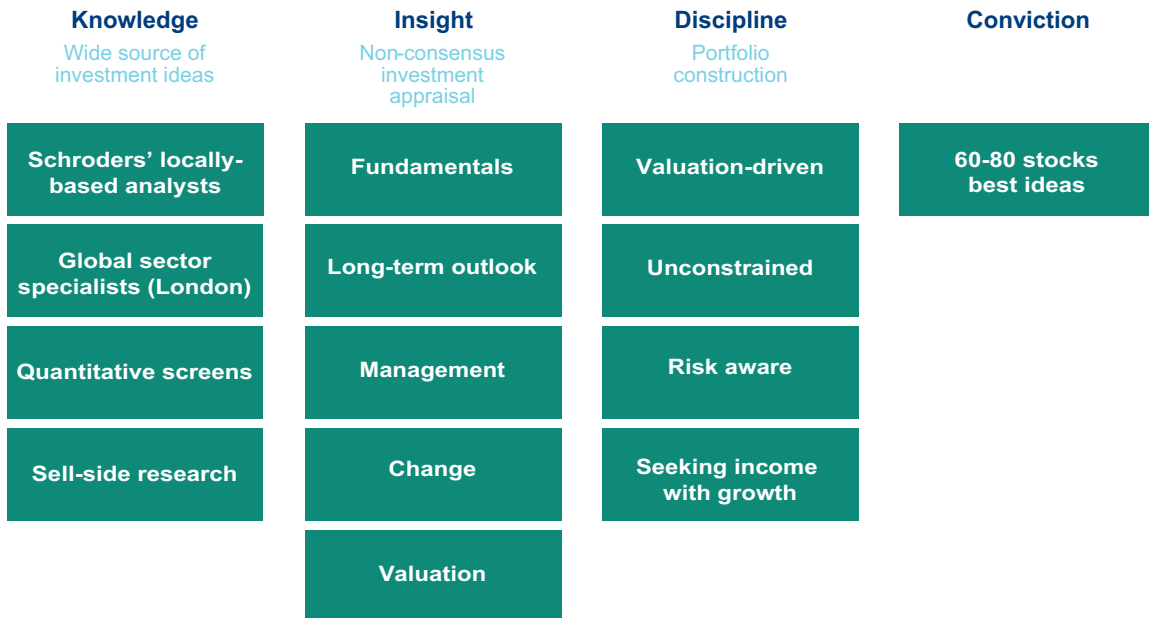 Knowledge
Wide source of
investment ideas
Schroders’ locally-
based analysts
Global sector
specialists (London)
Quantitative screens
Sell-side research
Insight
Non-consensus
investment
appraisal
Fundamentals
Long-term outlook
Management
Change
Valuation
Discipline
Portfolio
construction
Valuation-driven
Unconstrained
Risk aware
Seeking income
with growth
Conviction
60-80 stocks
best ideas